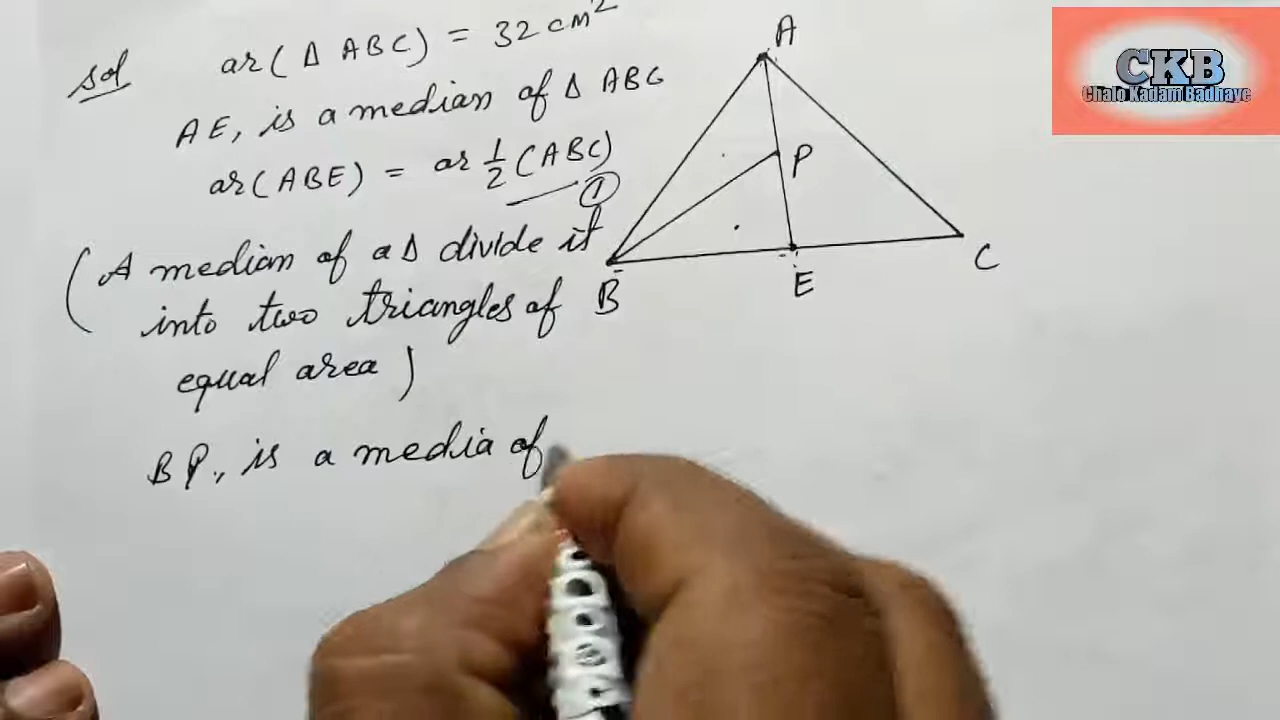 sol ar(Δ ABC) = 32 cm²
AE, is a median of Δ ABC
ar(ABE) = ar 1/2 (ABC)
①
(A median of a Δ divide it
into two triangles of
equal area)
BP, is a media of
A
P
B
E
C
CKB
Chalo Kadam Badhaye